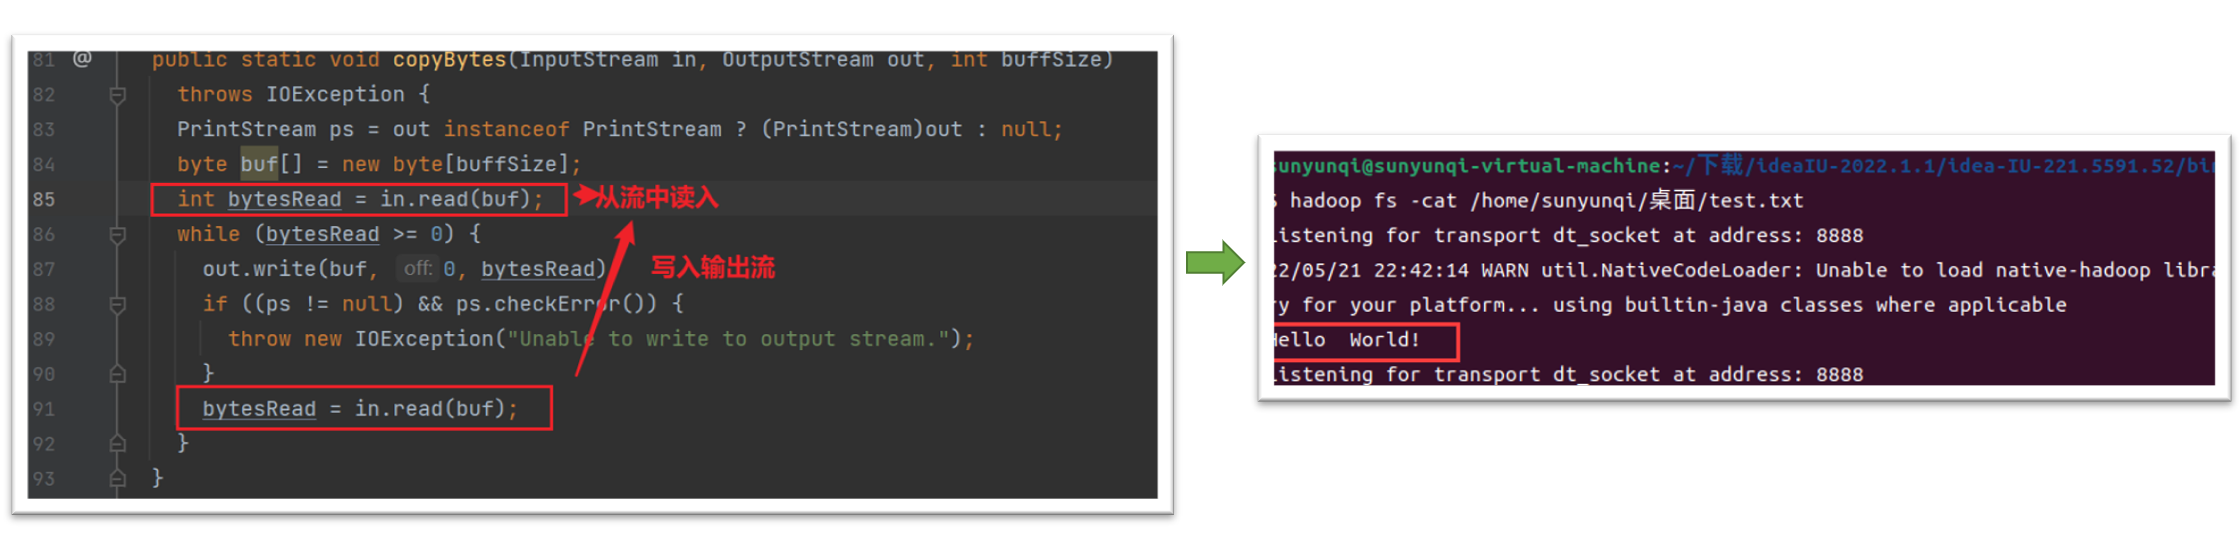 81 @ public static void copyBytes(InputStream in, OutputStream out, int buffSize)
82 throws IOException {
83 PrintStream ps = out instanceof PrintStream ? (PrintStream)out : null;
84 byte buf[] = new byte[buffSize];
85 int bytesRead = in.read(buf); 从流中读入
86 while (bytesRead >= 0) {
87 out.write(buf, off: 0, bytesRead) 写入输出流
88 if ((ps != null) && ps.checkError()) {
89 throw new IOException("Unable to write to output stream.");
90 }
91 bytesRead = in.read(buf);
92 }
93 }
sunyunqi@sunyunqi-virtual-machine:~/下载/ideaIU-2022.1.1/idea-IU-221.5591.52/bin
$ hadoop fs -cat /home/sunyunqi/桌面/test.txt
Listening for transport dt_socket at address: 8888
22/05/21 22:42:14 WARN util.NativeCodeLoader: Unable to load native-hadoop libra
ry for your platform... using builtin-java classes where applicable
Hello  World!
Listening for transport dt_socket at address: 8888